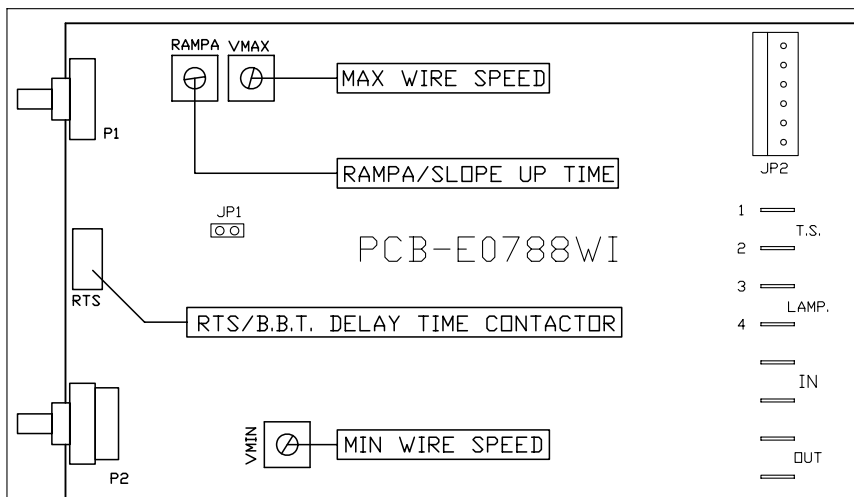 RAMPA VMAX
MAX WIRE SPEED
P1
RAMPA/SLOPE UP TIME
JP2
JP1
1
T.S.
PCB-E0788WI
2
3
RTS
LAMP.
RTS/B.B.T. DELAY TIME CONTACTOR
4
IN
VMIN
MIN WIRE SPEED
OUT
P2